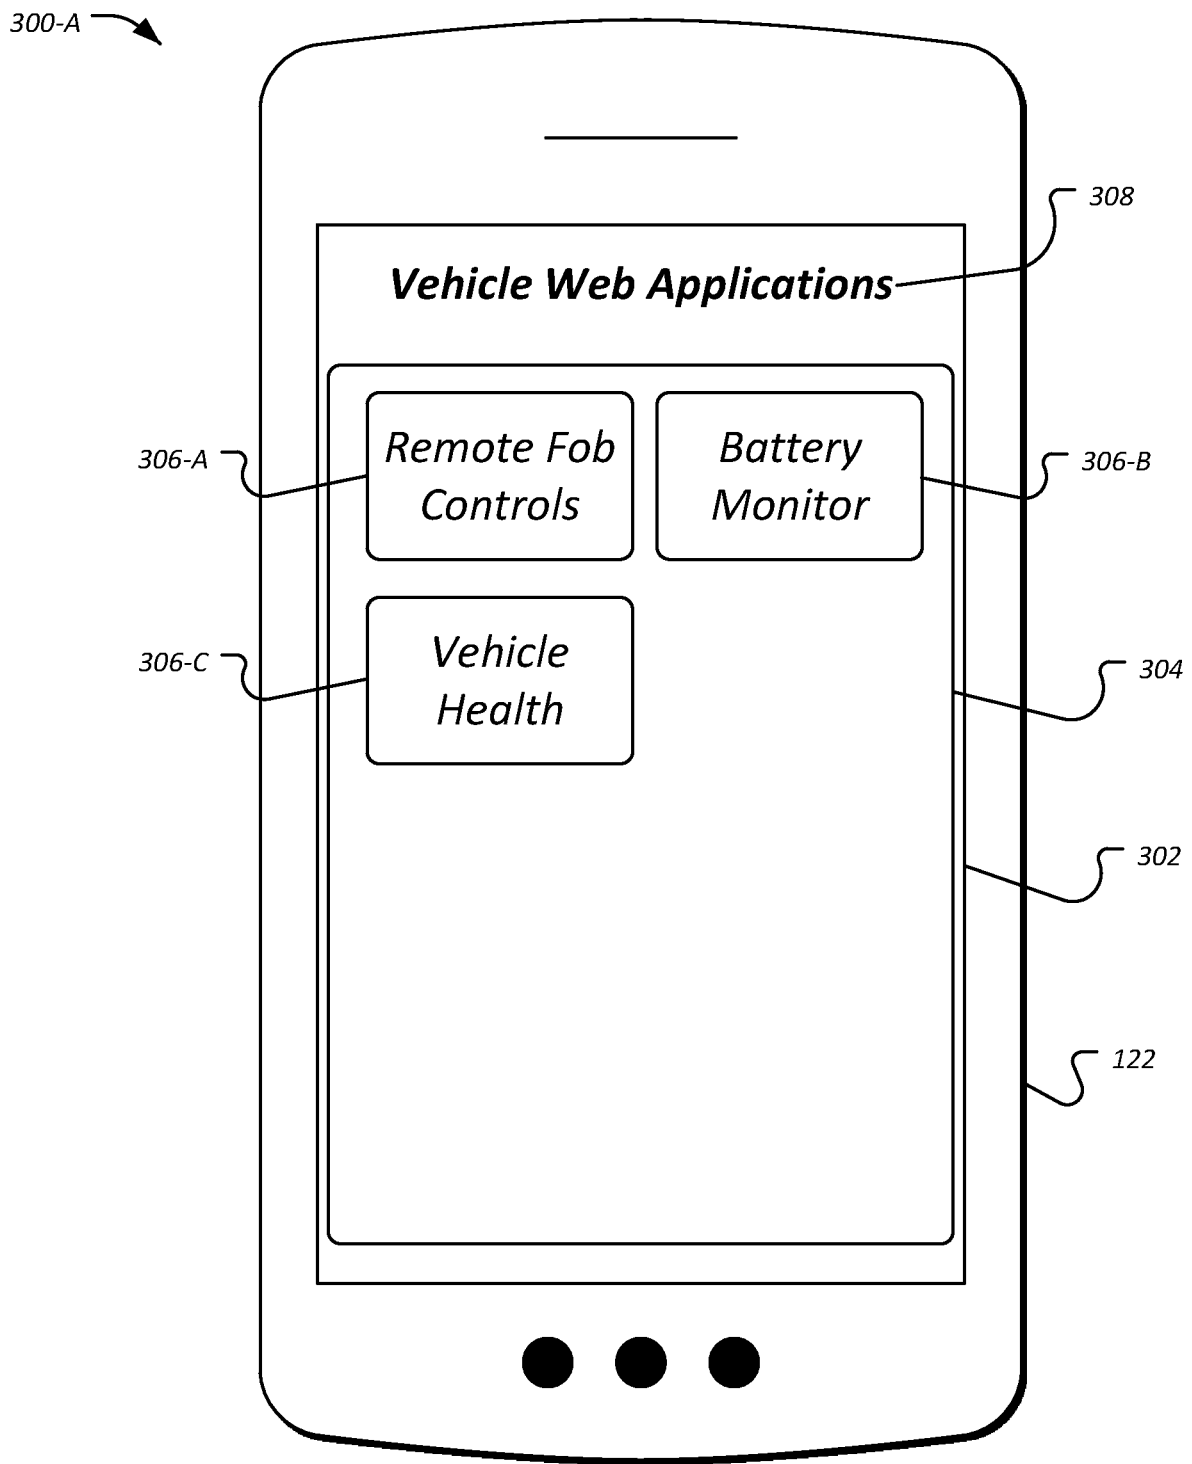 300-A
308
Vehicle Web Applications
Remote Fob
Controls
Battery
Monitor
306-A
306-B
Vehicle
Health
306-C
304
302
122